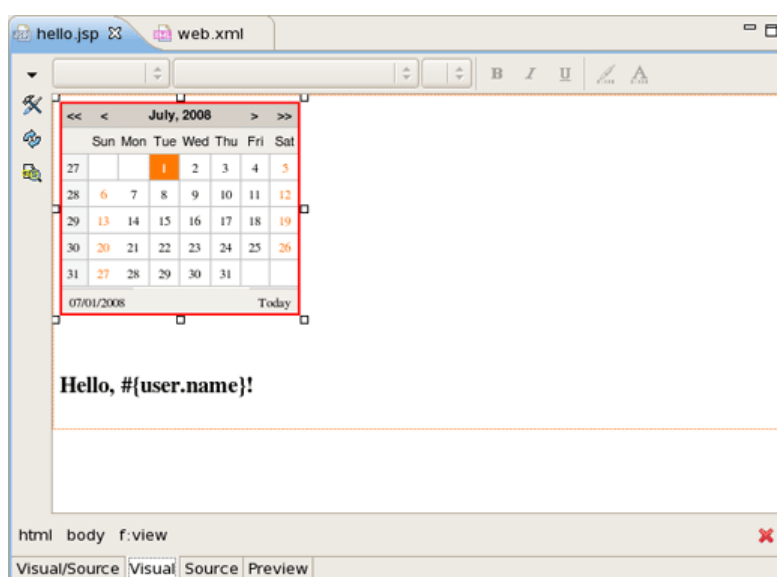 hello.jsp web.xml
B I U A
<< < July, 2008 > >>
Sun Mon Tue Wed Thu Fri Sat
27 1 2 3 4 5
28 6 7 8 9 10 11 12
29 13 14 15 16 17 18 19
30 20 21 22 23 24 25 26
31 27 28 29 30 31
07/01/2008 Today
Hello, #{user.name}!
html body f:view
Visual/Source Visual Source Preview